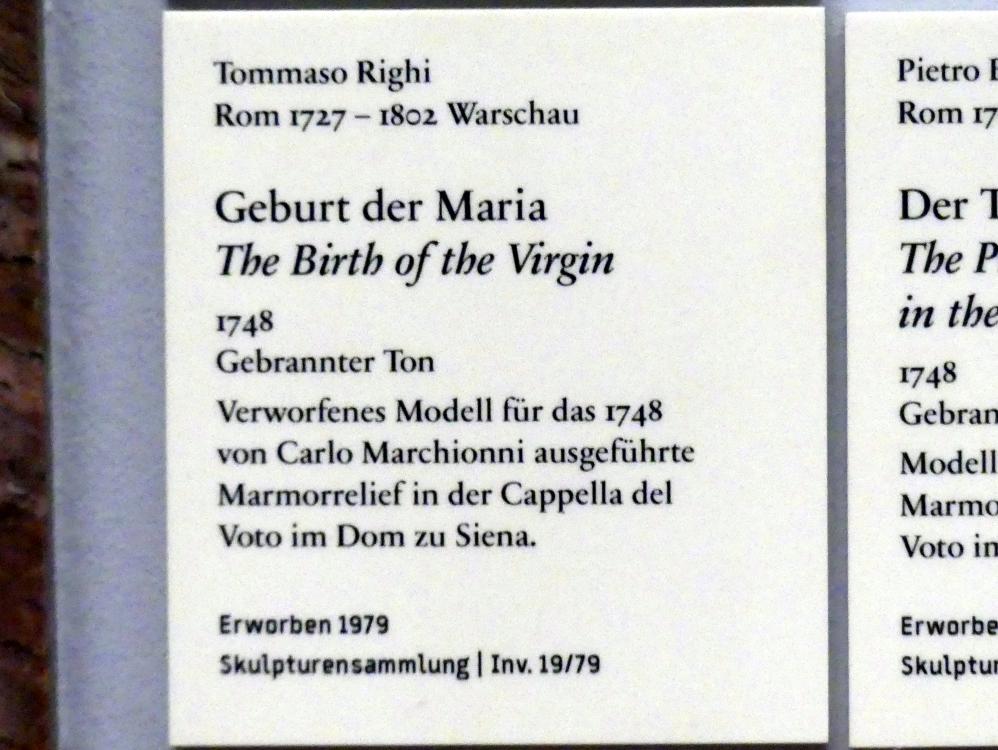 Tommaso Righi
Rom 1727 – 1802 Warschau
Geburt der Maria
The Birth of the Virgin
1748
Gebrannter Ton
Verworfenes Modell für das 1748
von Carlo Marchionni ausgeführte
Marmorrelief in der Cappella del
Voto im Dom zu Siena.
Erworben 1979
Skulpturensammlung | Inv. 19/79
Pietro
Rom
Der
The
in the
1748
Modell
Voto